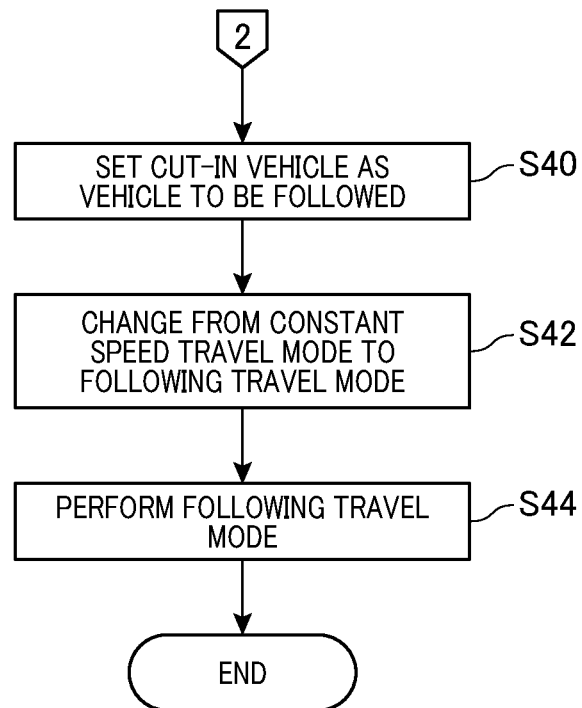 2
SET CUT-IN VEHICLE AS
VEHICLE TO BE FOLLOWED
S40
CHANGE FROM CONSTANT
SPEED TRAVEL MODE TO
FOLLOWING TRAVEL MODE
S42
PERFORM FOLLOWING TRAVEL
MODE
S44
END